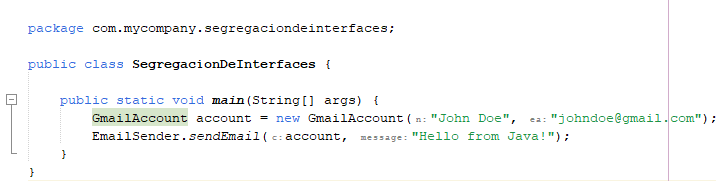 package com.mycompany.segregaciondeinterfaces;
public class SegregacionDeInterfaces {
public static void main(String[] args) {
GmailAccount account = new GmailAccount( n: "John Doe", ea: "johndoe@gmail.com");
EmailSender.sendEmail( c: account, message: "Hello from Java!");
}
}